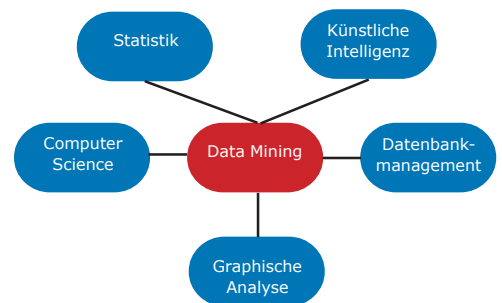 Statistik
Künstliche
Intelligenz
Computer
Science
Data Mining
Datenbank-
management
Graphische
Analyse